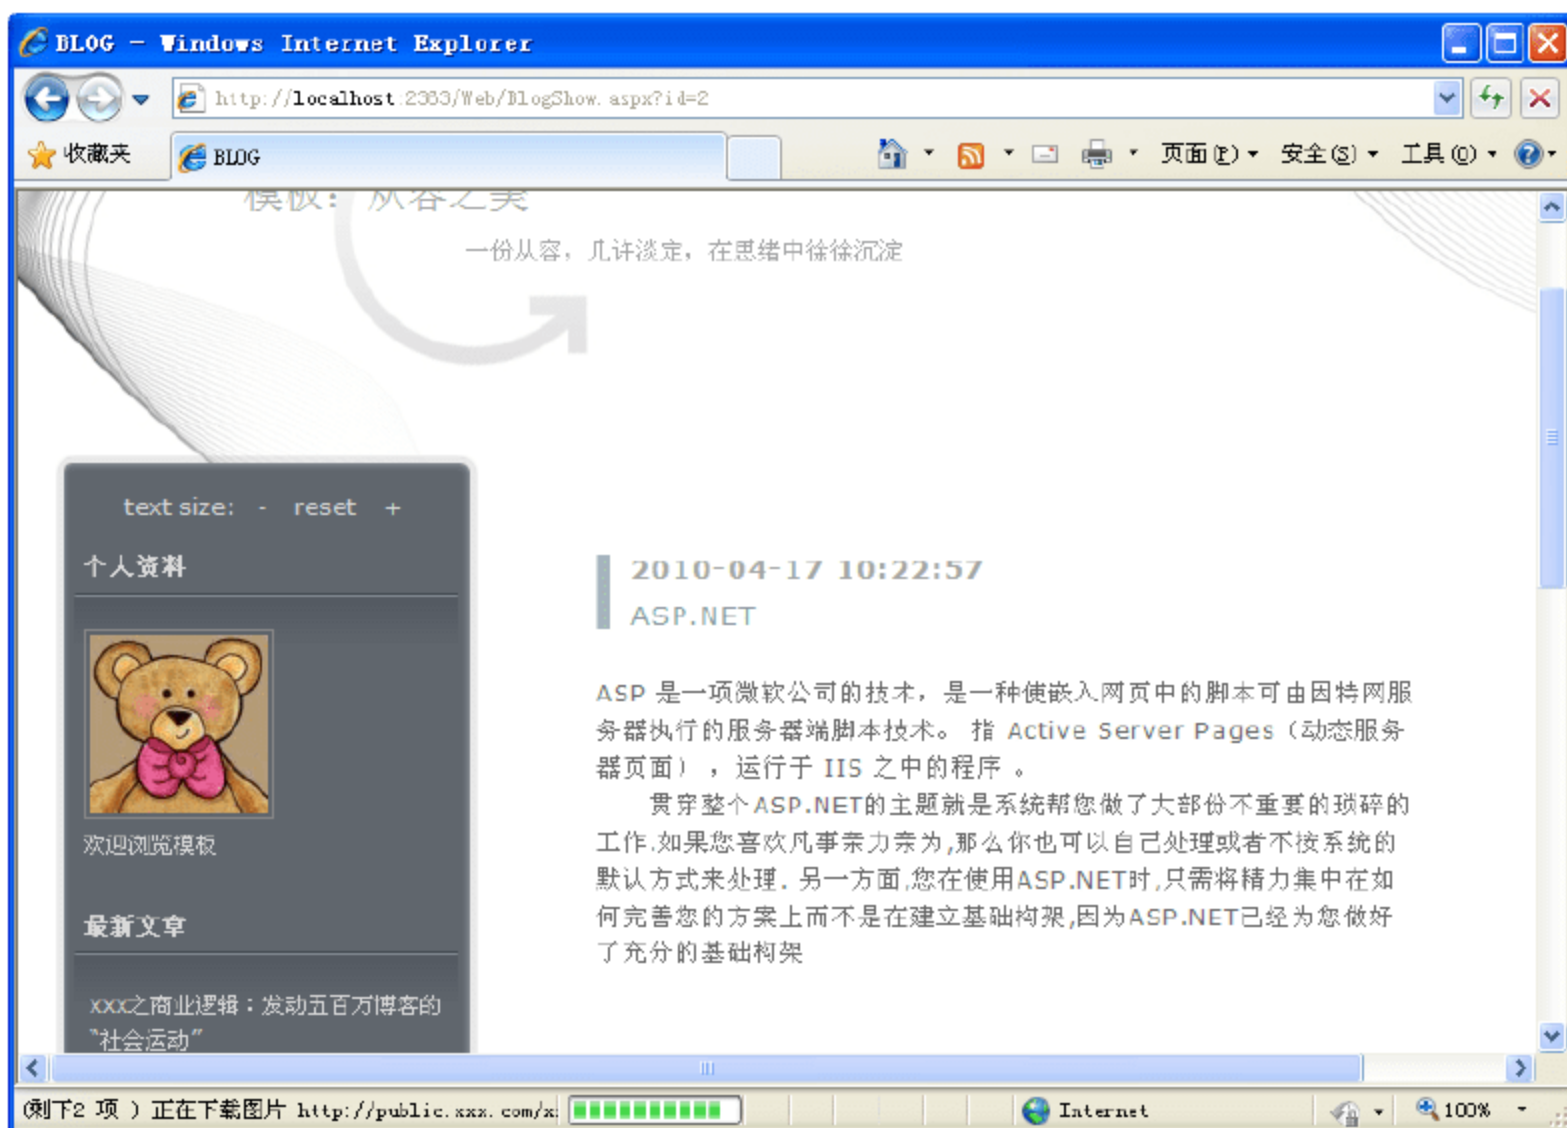 BLOG - Windows Internet Explorer
http://localhost:2383/Web/BlogShow.aspx?id=2
收藏夹
BLOG
页面(P)
安全(S)
工具(O)
模板：从容之美
一份从容，几许淡定，在思绪中徐徐沉淀
text size: - reset +
个人资料
欢迎浏览模板
最新文章
xxx之商业逻辑：发动五百万博客的
“社会运动”
2010-04-17 10:22:57
ASP.NET
ASP 是一项微软公司的技术，是一种使嵌入网页中的脚本可由因特网服
务器执行的服务器端脚本技术。 指 Active Server Pages（动态服务
器页面） ，运行于 IIS 之中的程序 。
贯穿整个ASP.NET的主题就是系统帮您做了大部份不重要的琐碎的
工作.如果您喜欢凡事亲力亲为,那么你也可以自己处理或者不按系统的
默认方式来处理. 另一方面,您在使用ASP.NET时,只需将精力集中在如
何完善您的方案上而不是在建立基础构架,因为ASP.NET已经为您做好
了充分的基础构架
(剩下2 项 ) 正在下载图片 http://public.xxx.com/x
Internet
100%